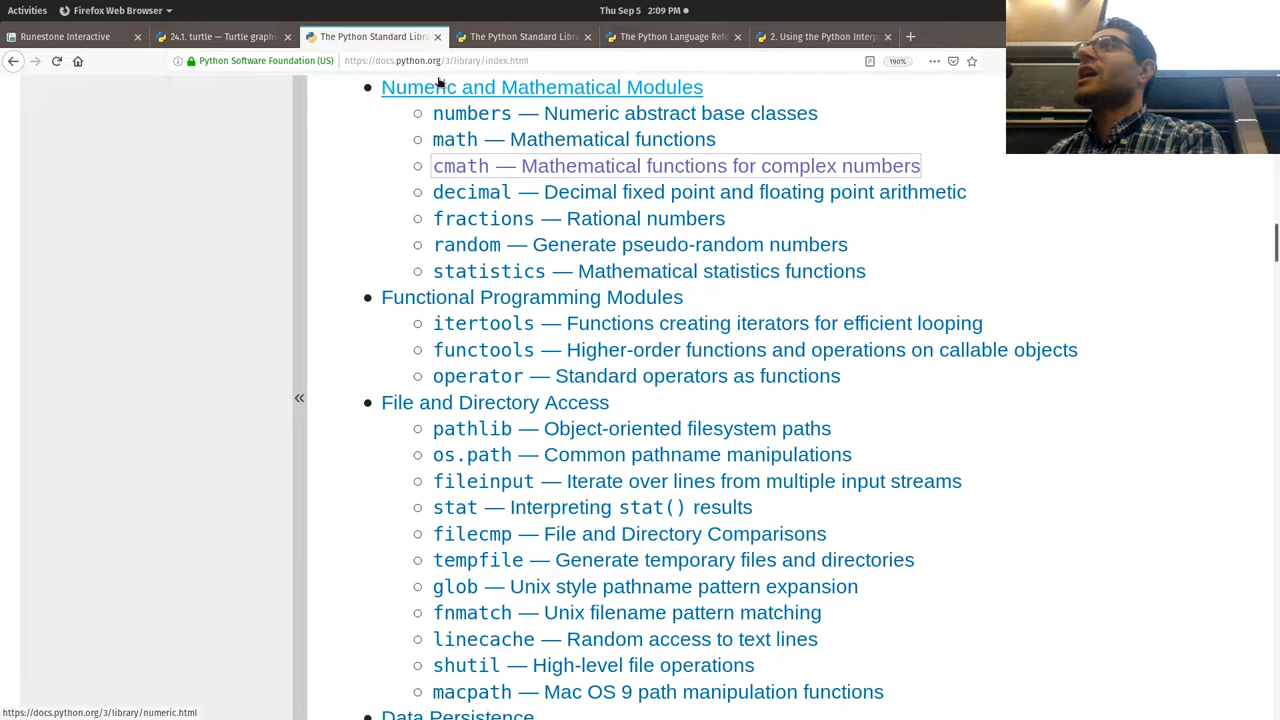 Activities Firefox Web Browser Thu Sep 5 2:09 PM
Runestone Interactive 24.1. turtle — Turtle graphi The Python Standard Libra The Python Standard Libra The Python Language Refe 2. Using the Python Interp
Python Software Foundation (US) https://docs.python.org/3/library/index.html 190%
Numeric and Mathematical Modules
numbers — Numeric abstract base classes
math — Mathematical functions
cmath — Mathematical functions for complex numbers
decimal — Decimal fixed point and floating point arithmetic
fractions — Rational numbers
random — Generate pseudo-random numbers
statistics — Mathematical statistics functions
Functional Programming Modules
itertools — Functions creating iterators for efficient looping
functools — Higher-order functions and operations on callable objects
operator — Standard operators as functions
«
File and Directory Access
pathlib — Object-oriented filesystem paths
os.path — Common pathname manipulations
fileinput — Iterate over lines from multiple input streams
stat — Interpreting stat() results
filecmp — File and Directory Comparisons
tempfile — Generate temporary files and directories
glob — Unix style pathname pattern expansion
fnmatch — Unix filename pattern matching
linecache — Random access to text lines
shutil — High-level file operations
macpath — Mac OS 9 path manipulation functions
Data Persistence
https://docs.python.org/3/library/numeric.html